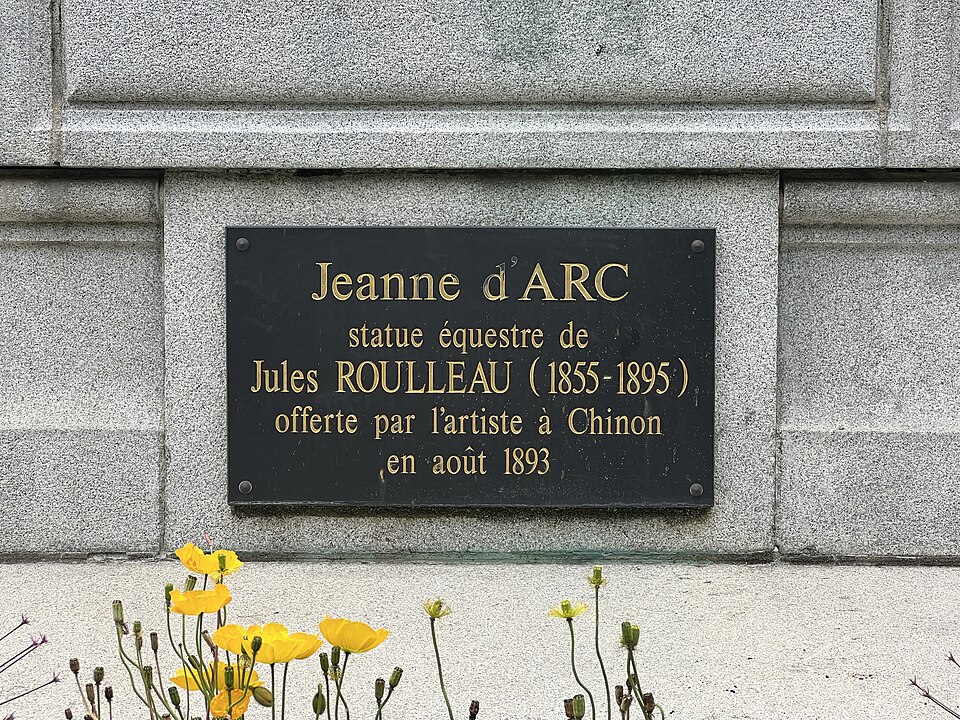 Jeanne d'ARC
statue équestre de
Jules ROULLEAU (1855-1895)
offerte par l'artiste à Chinon
en août 1893